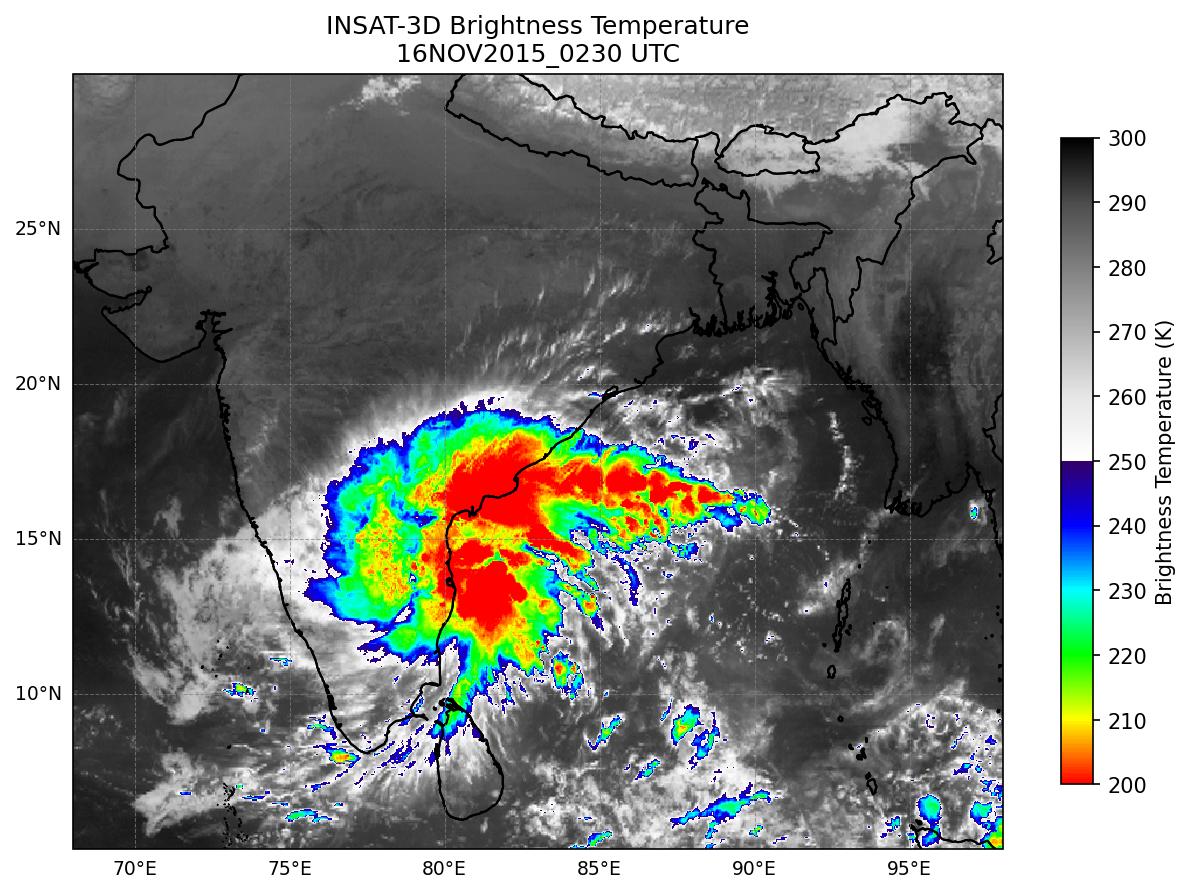 INSAT-3D Brightness Temperature
16NOV2015_0230 UTC
25°N
20°N
15°N
10°N
70°E
75°E
80°E
85°E
90°E
95°E
300
290
280
270
260
250
240
230
220
210
200
Brightness Temperature (K)